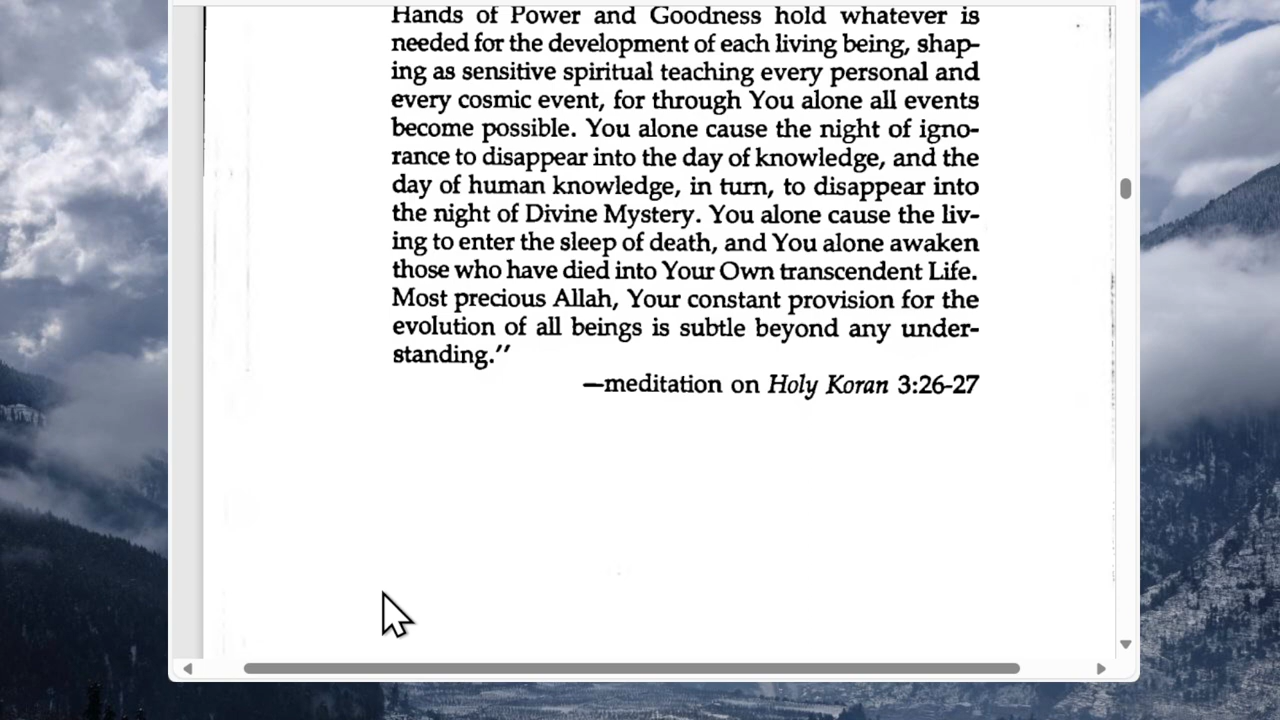 Hands of Power and Goodness hold whatever is
needed for the development of each living being, shap-
ing as sensitive spiritual teaching every personal and
every cosmic event, for through You alone all events
become possible. You alone cause the night of igno-
rance to disappear into the day of knowledge, and the
day of human knowledge, in turn, to disappear into
the night of Divine Mystery. You alone cause the liv-
ing to enter the sleep of death, and You alone awaken
those who have died into Your Own transcendent Life.
Most precious Allah, Your constant provision for the
evolution of all beings is subtle beyond any under-
standing.”
—meditation on Holy Koran 3:26-27